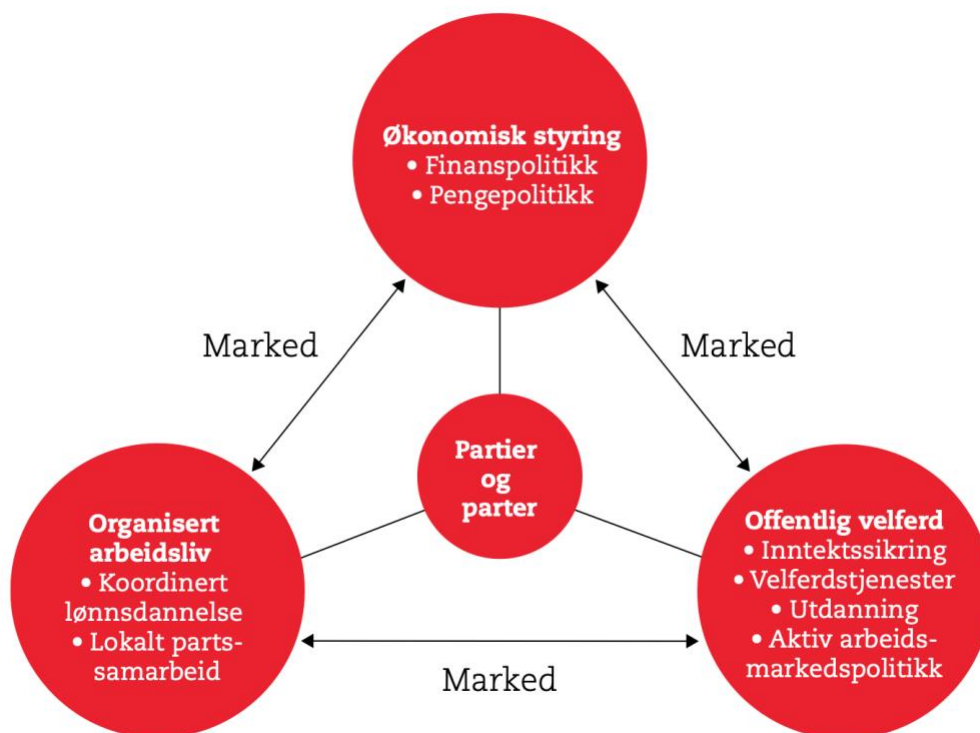 Økonomisk styring
• Finanspolitikk
• Pengepolitikk
Marked
Marked
Partier
og
parter
Organisert
arbeidsliv
• Koordinert
lønnsdannelse
• Lokalt parts-
samarbeid
Offentlig velferd
• Inntektssikring
• Velferdstjenester
• Utdanning
• Aktiv arbeids-
markedspolitikk
Marked